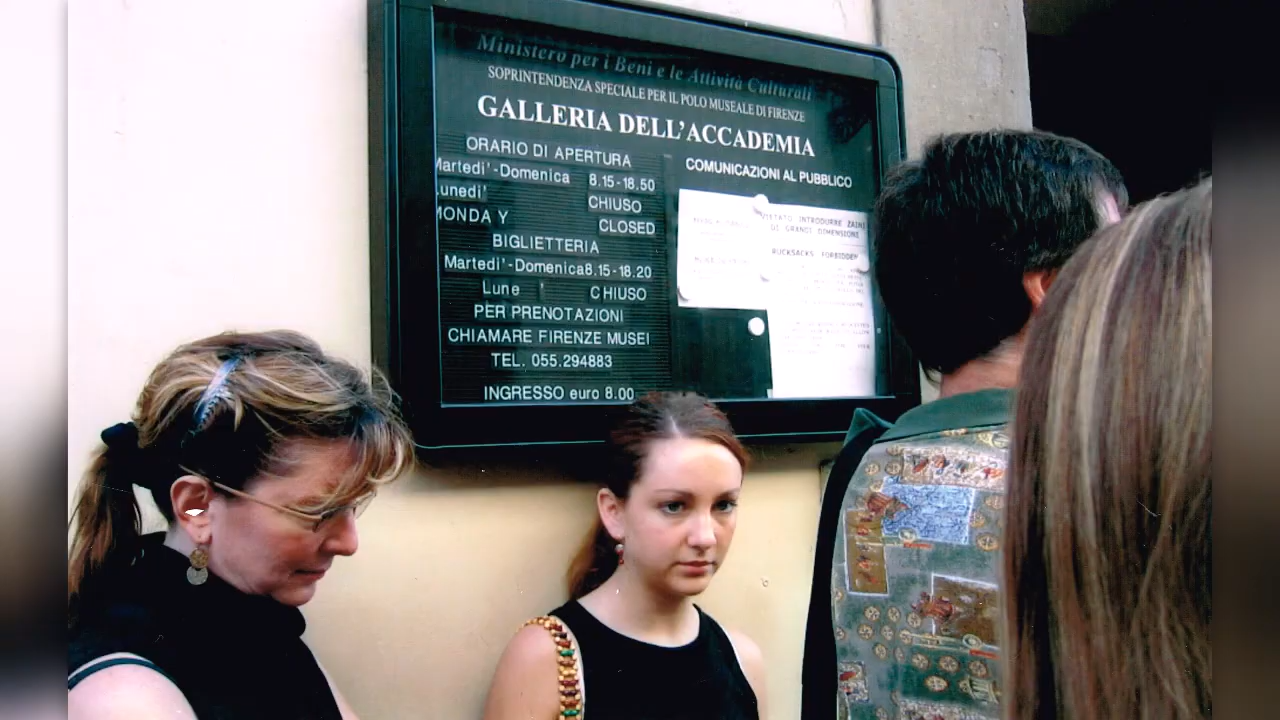 Ministero per i Beni e le Attività Culturali
SOPRINTENDENZA SPECIALE PER IL POLO MUSEALE DI FIRENZE
GALLERIA DELL'ACCADEMIA
ORARIO DI APERTURA
Martedi'-Domenica 8.15-18.50
Lunedi' CHIUSO
MONDAY CLOSED
BIGLIETTERIA
Martedi'-Domenica 8.15-18.20
Lune ' CHIUSO
PER PRENOTAZIONI
CHIAMARE FIRENZE MUSEI
TEL. 055.294883
INGRESSO euro 8.00
COMUNICAZIONI AL PUBBLICO
VIETATO INTRODURRE ZAINI
DI GRANDI DIMENSIONI
RUCKSACKS FORBIDDEN